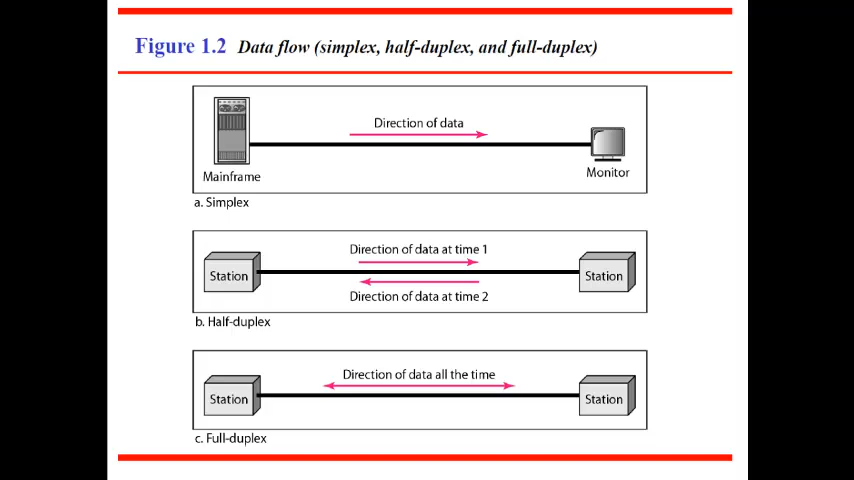 Figure 1.2 Data flow (simplex, half-duplex, and full-duplex)
Direction of data
Mainframe
Monitor
a. Simplex
Direction of data at time 1
Station
Station
Direction of data at time 2
b. Half-duplex
Direction of data all the time
Station
Station
c. Full-duplex